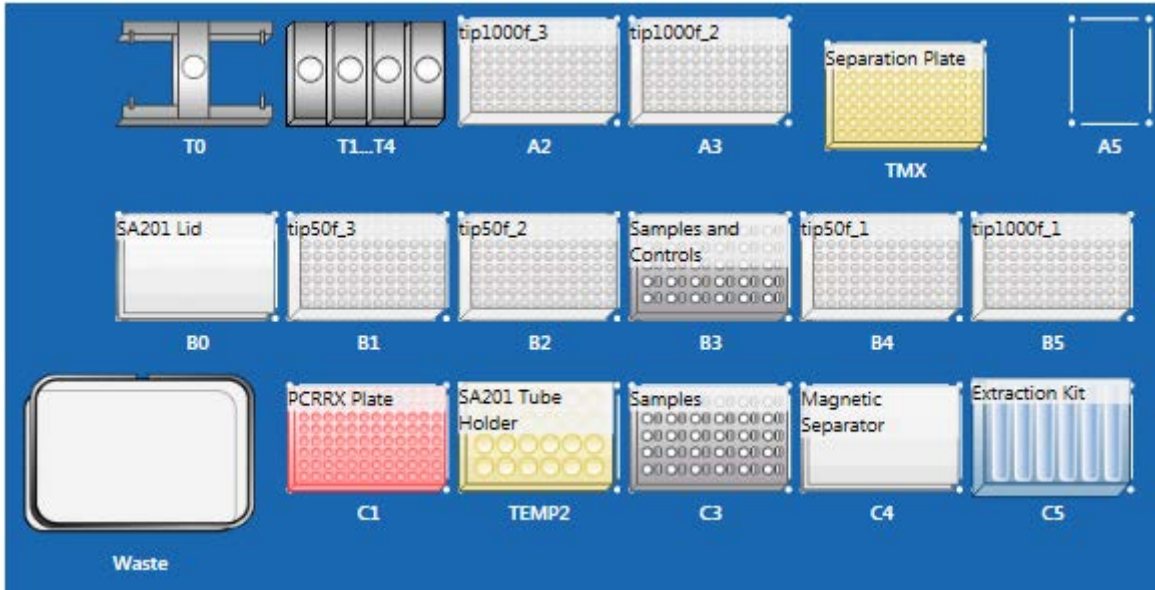 tip1000f_3
tip1000f_2
Separation Plate
T0
T1...T4
A2
A3
TMX
A5
SA201 Lid
tip50f_3
tip50f_2
Samples and
Controls
tip50f_1
tip1000f_1
B0
B1
B2
B3
B4
B5
PCRRX Plate
SA201 Tube
Holder
Samples
Magnetic
Separator
Extraction Kit
C1
TEMP2
C3
C4
C5
Waste